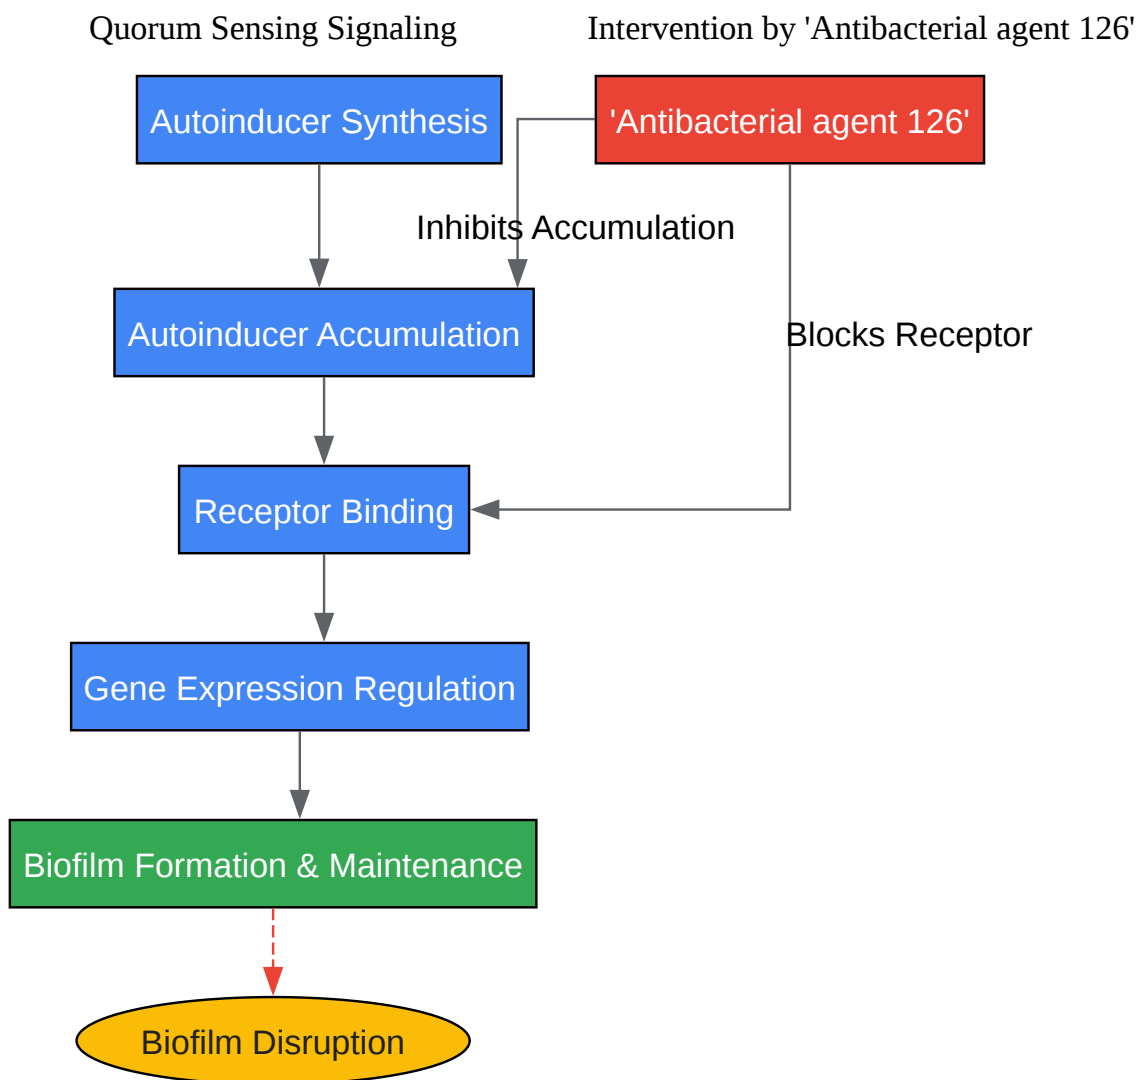 Quorum Sensing Signaling
Intervention by 'Antibacterial agent 126'
Autoinducer Synthesis
'Antibacterial agent 126'
Inhibits Accumulation
Autoinducer Accumulation
Blocks Receptor
Receptor Binding
Gene Expression Regulation
Biofilm Formation & Maintenance
Biofilm Disruption